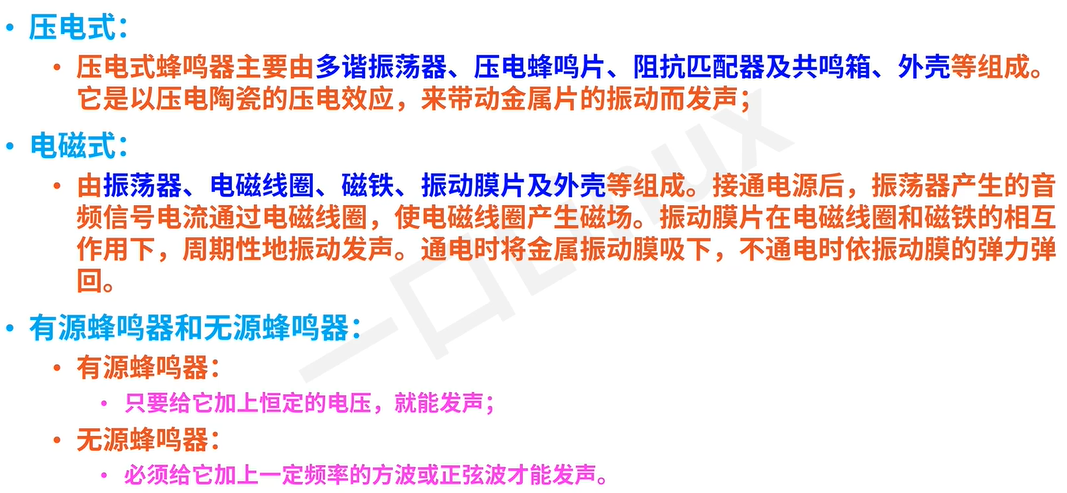 • 压电式：
• 压电式蜂鸣器主要由多谐振荡器、压电蜂鸣片、阻抗匹配器及共鸣箱、外壳等组成。
它是以压电陶瓷的压电效应，来带动金属片的振动而发声；
• 电磁式：
• 由振荡器、电磁线圈、磁铁、振动膜片及外壳等组成。接通电源后，振荡器产生的音
频信号电流通过电磁线圈，使电磁线圈产生磁场。振动膜片在电磁线圈和磁铁的相互
作用下，周期性地振动发声。通电时将金属振动膜吸下，不通电时依振动膜的弹力弹
回。
• 有源蜂鸣器和无源蜂鸣器：
• 有源蜂鸣器：
• 只要给它加上恒定的电压，就能发声；
• 无源蜂鸣器：
• 必须给它加上一定频率的方波或正弦波才能发声。
一口Linux